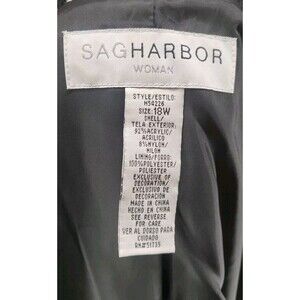 SAGHARBOR
WOMAN
STYLE/ESTILO:
H54226
SIZE: 18W
SHELL/
TELA EXTERIOR:
92%ACRYLIC/
ACRILICO
8%NYLON/
NILON
LINING/FORRO:
100%POLYESTER/
POLIESTER
EXCLUSIVE OF
DECORATION/
EXCLUSIVO DE
DECORACION
MADE IN CHINA
HECHO EN CHINA
SEE REVERSE
FOR CARE
VER AL DORSO PARA
CUIDADO
RN#51735